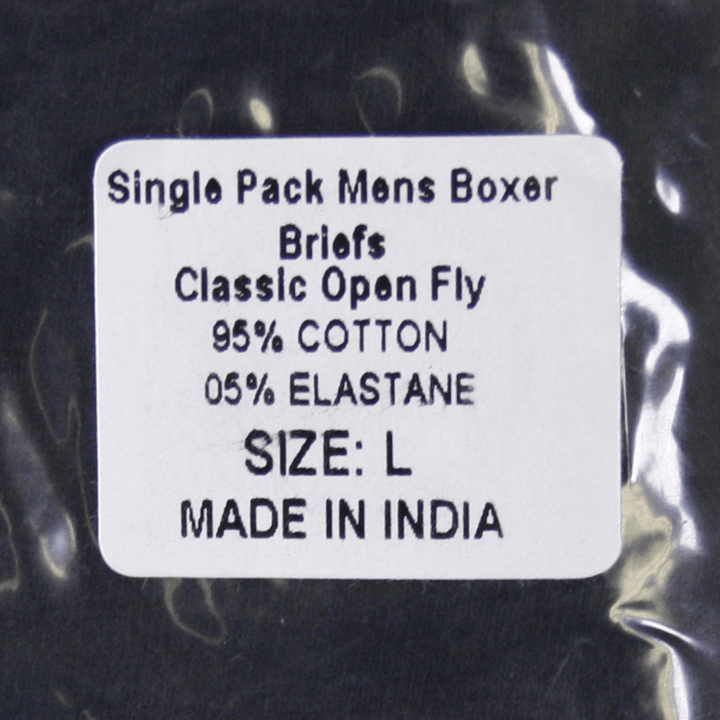 Single Pack Mens Boxer
Briefs
Classic Open Fly
95% COTTON
05% ELASTANE
SIZE: L
MADE IN INDIA